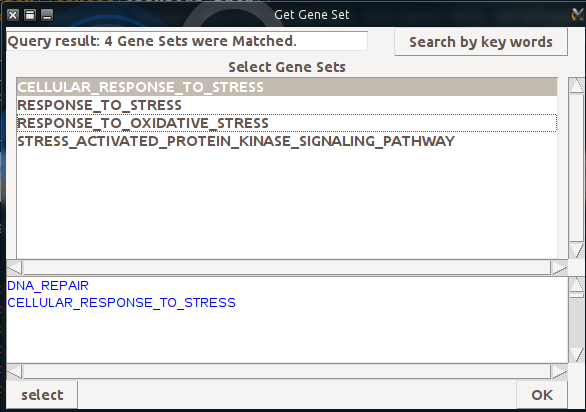 Get Gene Set
Query result: 4 Gene Sets were Matched.
Search by key words
Select Gene Sets
CELLULAR_RESPONSE_TO_STRESS
RESPONSE_TO_STRESS
RESPONSE_TO_OXIDATIVE_STRESS
STRESS_ACTIVATED_PROTEIN_KINASE_SIGNALING_PATHWAY
DNA_REPAIR
CELLULAR_RESPONSE_TO_STRESS
select
OK